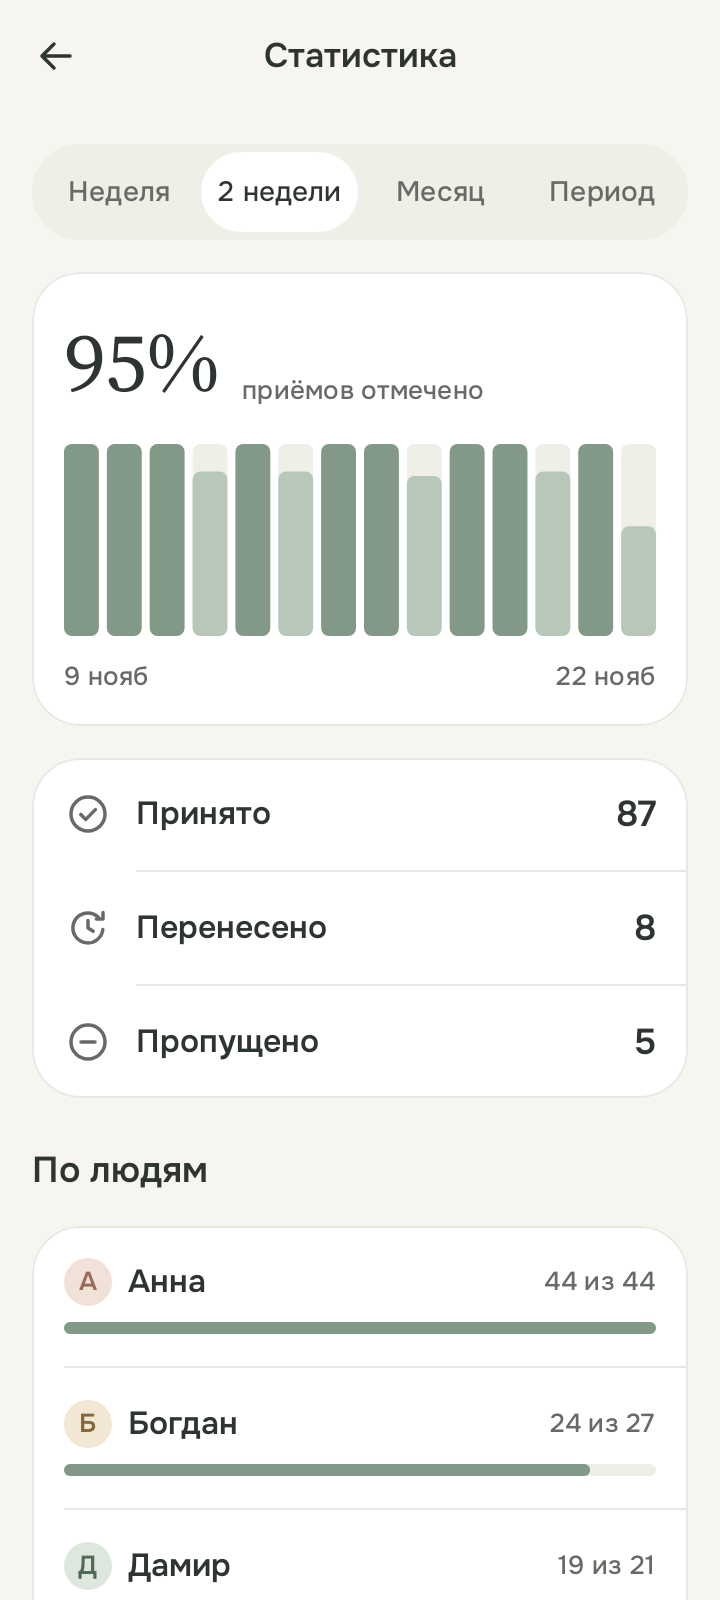 Статистика
Неделя 2 недели Месяц Период
95% приёмов отмечено
9 нояб 22 нояб
Принято 87
Перенесено 8
Пропущено 5
По людям
А Анна 44 из 44
Б Богдан 24 из 27
Д Дамир 19 из 21